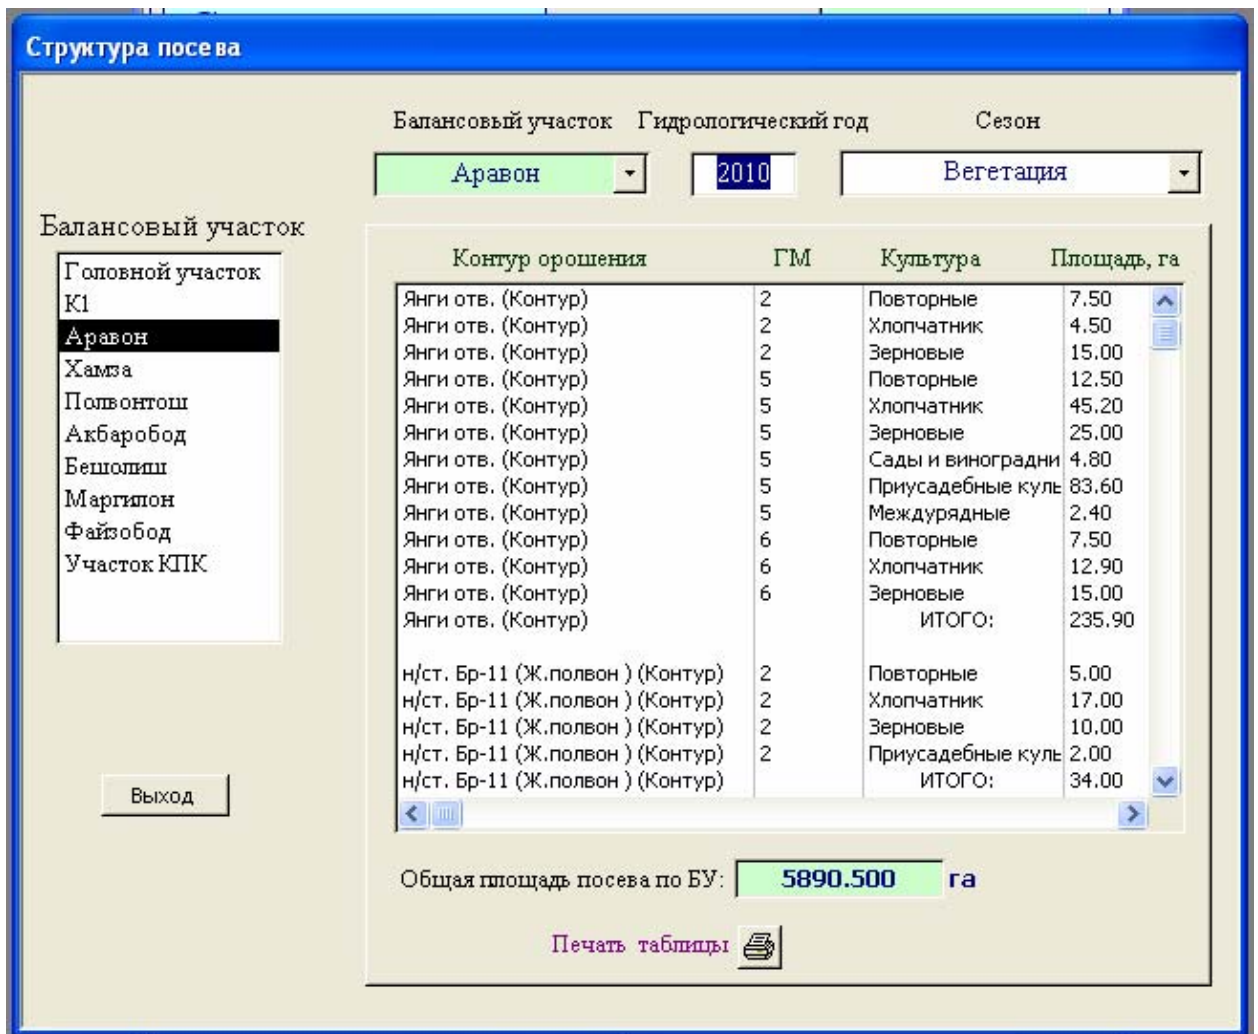 Структура посева
Балансовый участок Гидрологический год Сезон
Аравон 2010 Вегетация
Балансовый участок
Головной участок
К1
Аравон
Хамза
Полвонтош
Акбаробод
Бешолиш
Маргилон
Файзобод
Участок КПК
Выход
Контур орошения ГМ Культура Площадь, га
Янги отв. (Контур) 2 Повторные 7.50
Янги отв. (Контур) 2 Хлопчатник 4.50
Янги отв. (Контур) 2 Зерновые 15.00
Янги отв. (Контур) 5 Повторные 12.50
Янги отв. (Контур) 5 Хлопчатник 45.20
Янги отв. (Контур) 5 Зерновые 25.00
Янги отв. (Контур) 5 Сады и виноградни 4.80
Янги отв. (Контур) 5 Приусадебные куль 83.60
Янги отв. (Контур) 5 Междурядные 2.40
Янги отв. (Контур) 6 Повторные 7.50
Янги отв. (Контур) 6 Хлопчатник 12.90
Янги отв. (Контур) 6 Зерновые 15.00
Янги отв. (Контур) ИТОГО: 235.90
н/ст. Бр-11 (Ж.полвон ) (Контур) 2 Повторные 5.00
н/ст. Бр-11 (Ж.полвон ) (Контур) 2 Хлопчатник 17.00
н/ст. Бр-11 (Ж.полвон ) (Контур) 2 Зерновые 10.00
н/ст. Бр-11 (Ж.полвон ) (Контур) 2 Приусадебные куль 2.00
н/ст. Бр-11 (Ж.полвон ) (Контур) ИТОГО: 34.00
Общая площадь посева по БУ: 5890.500 га
Печать таблицы